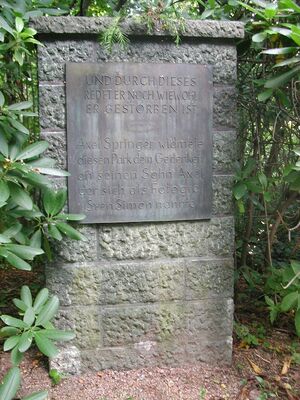 UND DURCH DIESES
REDET ER NOCH WIEWOHL
ER GESTORBEN IST
Axel Springer widmete
diesen Park dem Gedenken
an seinen Sohn Axel
der sich als Fotograf
Sven Simon nannte